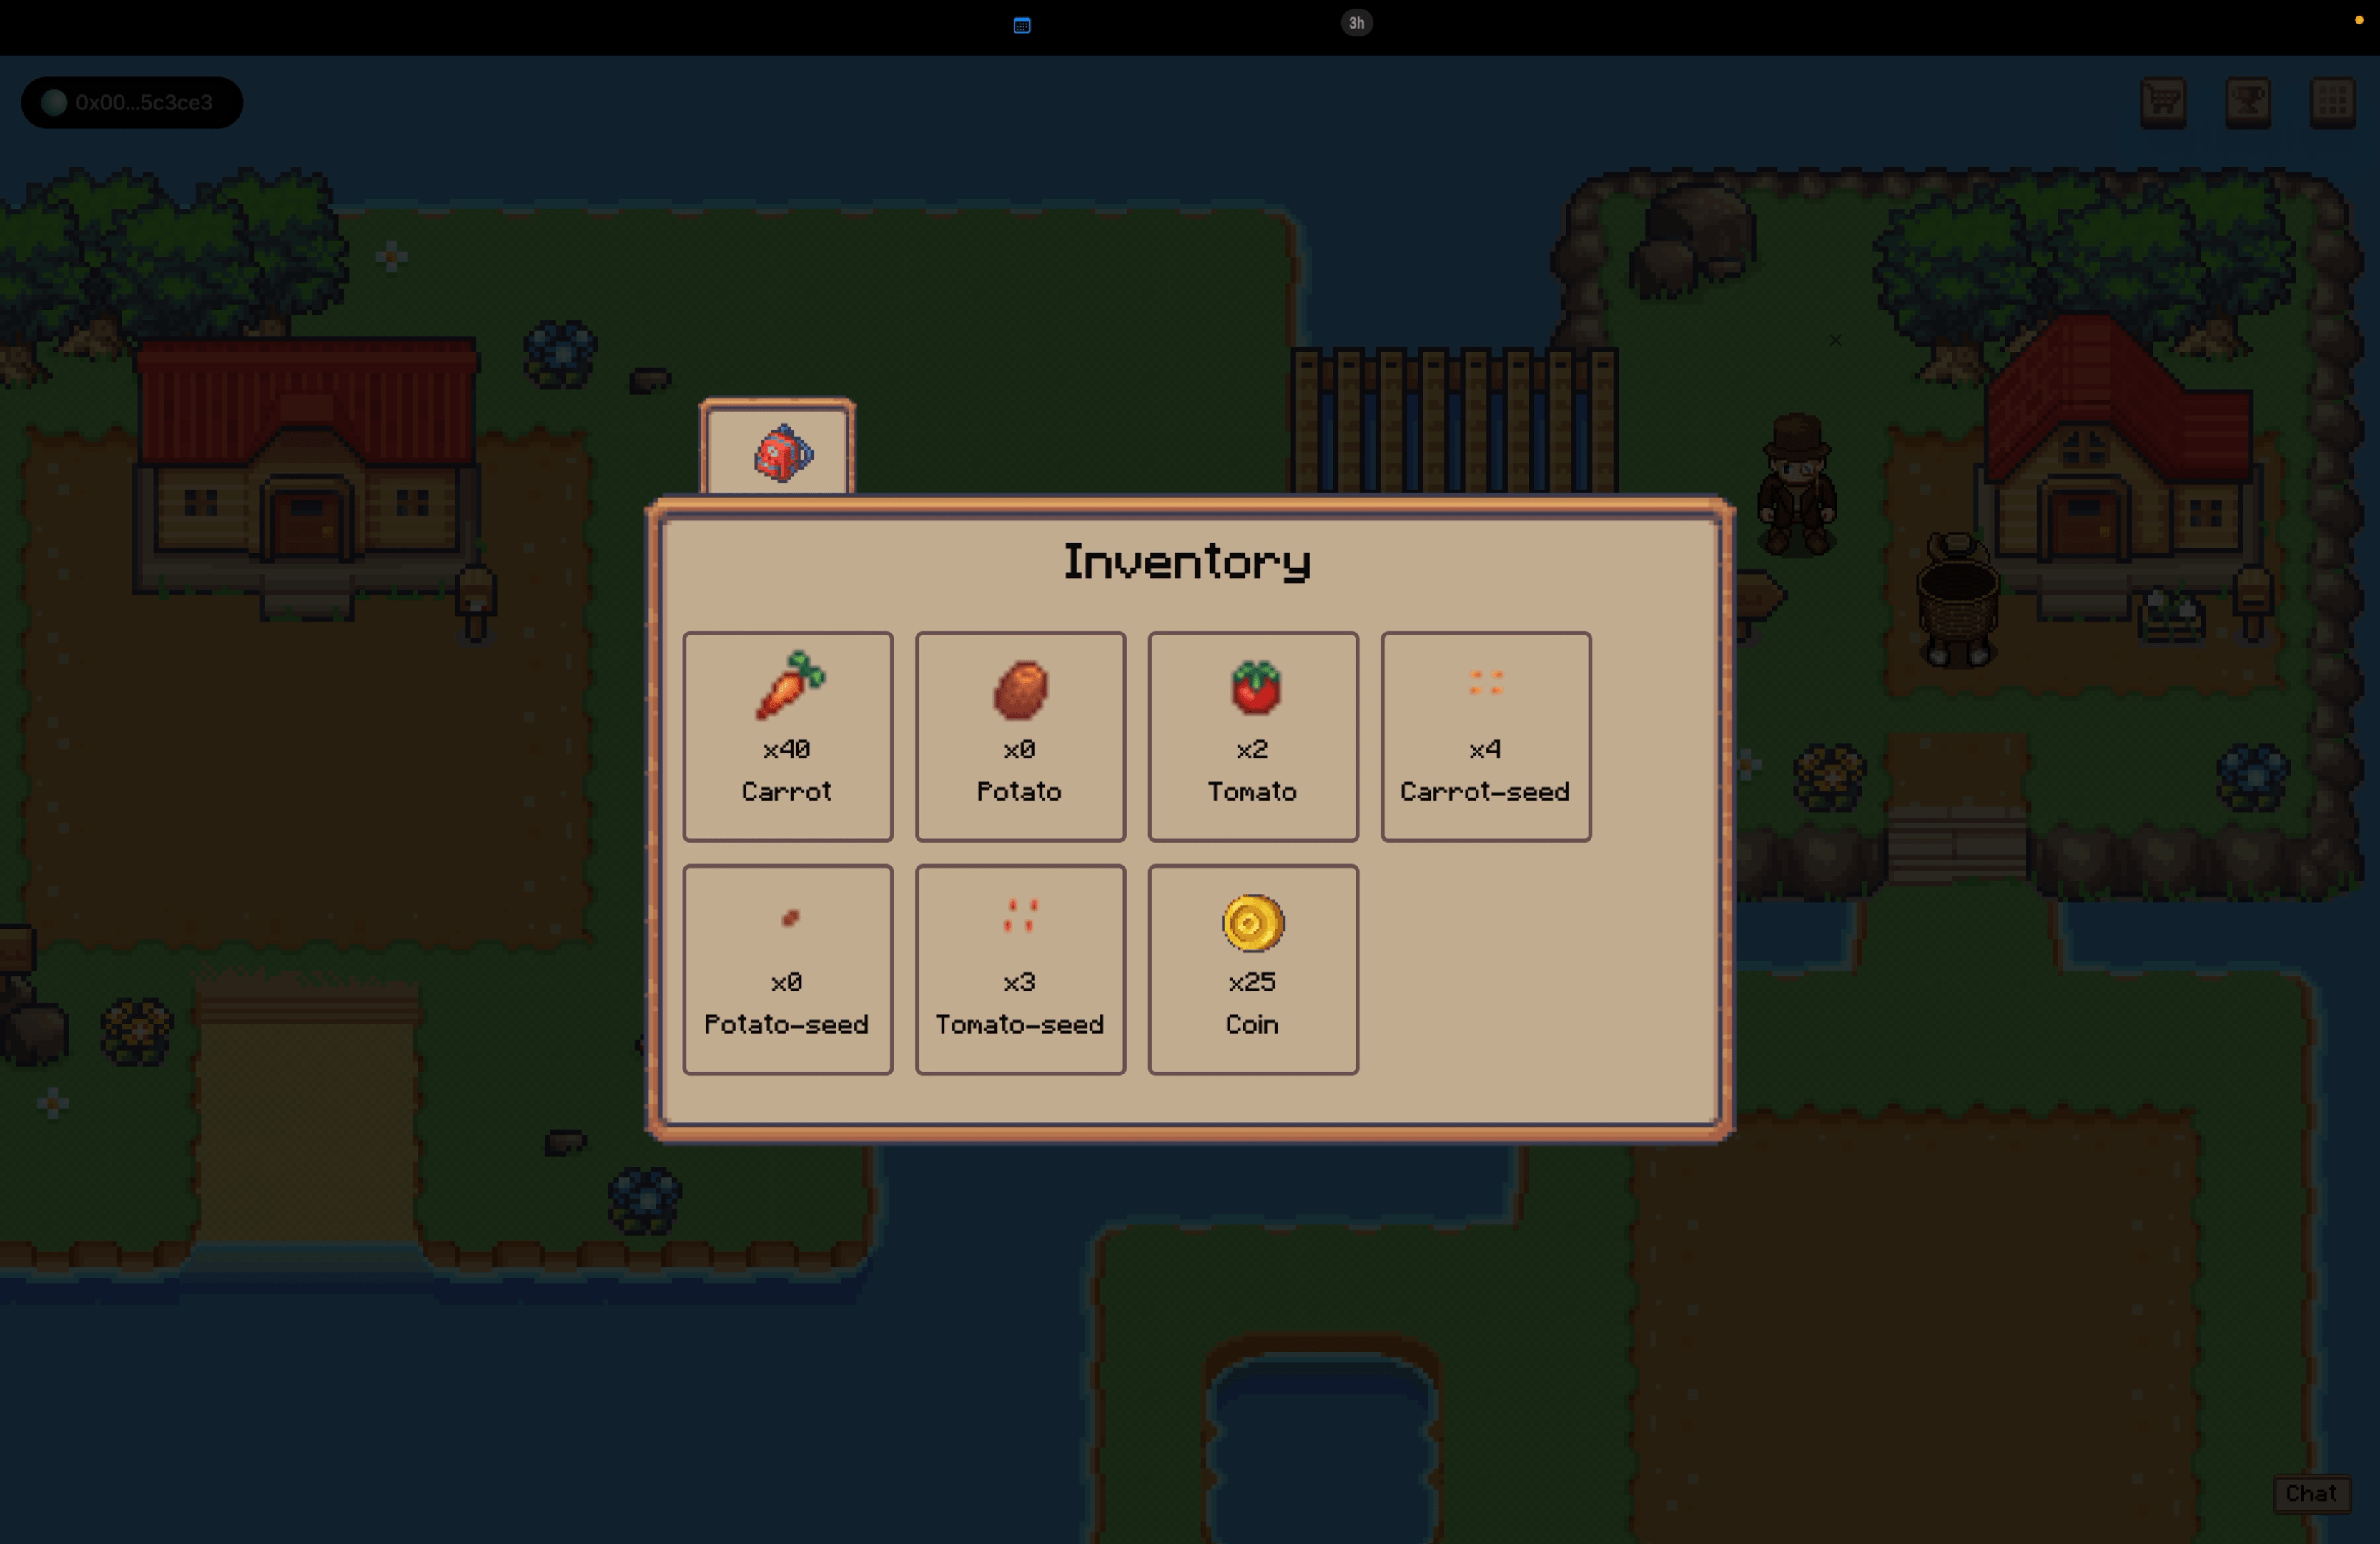 3h
0x00...5c3ce3
Inventory
x40
Carrot
x0
Potato
x2
Tomato
x4
Carrot-seed
x0
Potato-seed
x3
Tomato-seed
x25
Coin
Chat